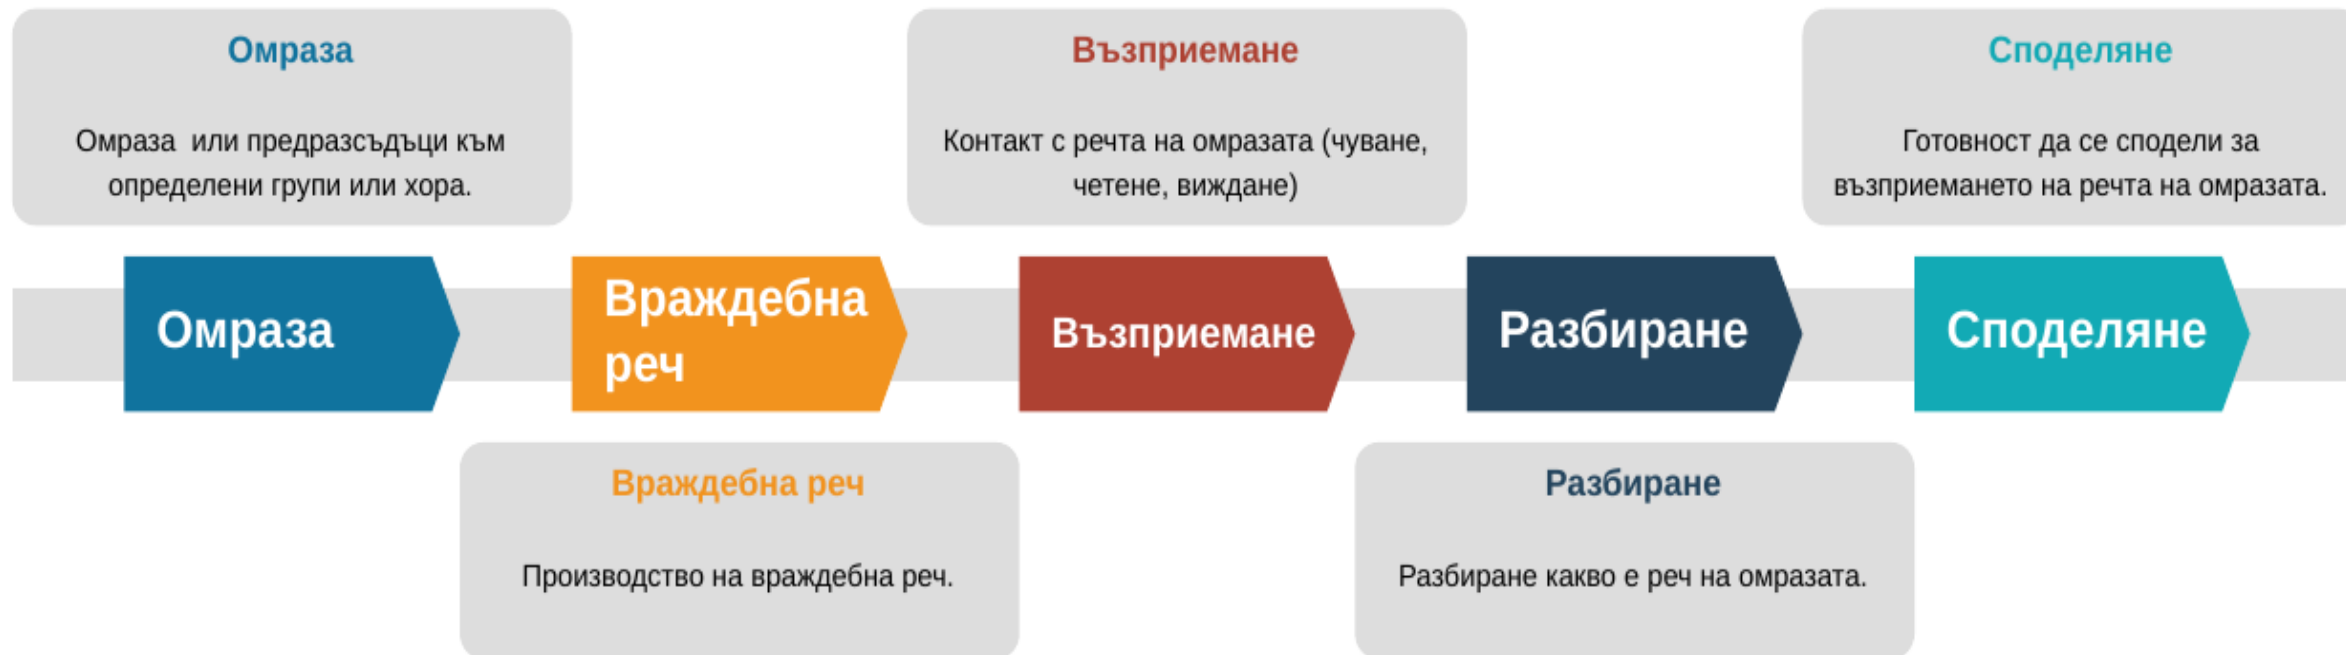 Омраза
Омраза  или предразсъдъци към
определени групи или хора.
Възприемане
Контакт с речта на омразата (чуване,
четене, виждане)
Споделяне
Готовност да се сподели за
възприемането на речта на омразата.
Омраза
Враждебна
реч
Възприемане
Разбиране
Споделяне
Враждебна реч
Производство на враждебна реч.
Разбиране
Разбиране какво е реч на омразата.